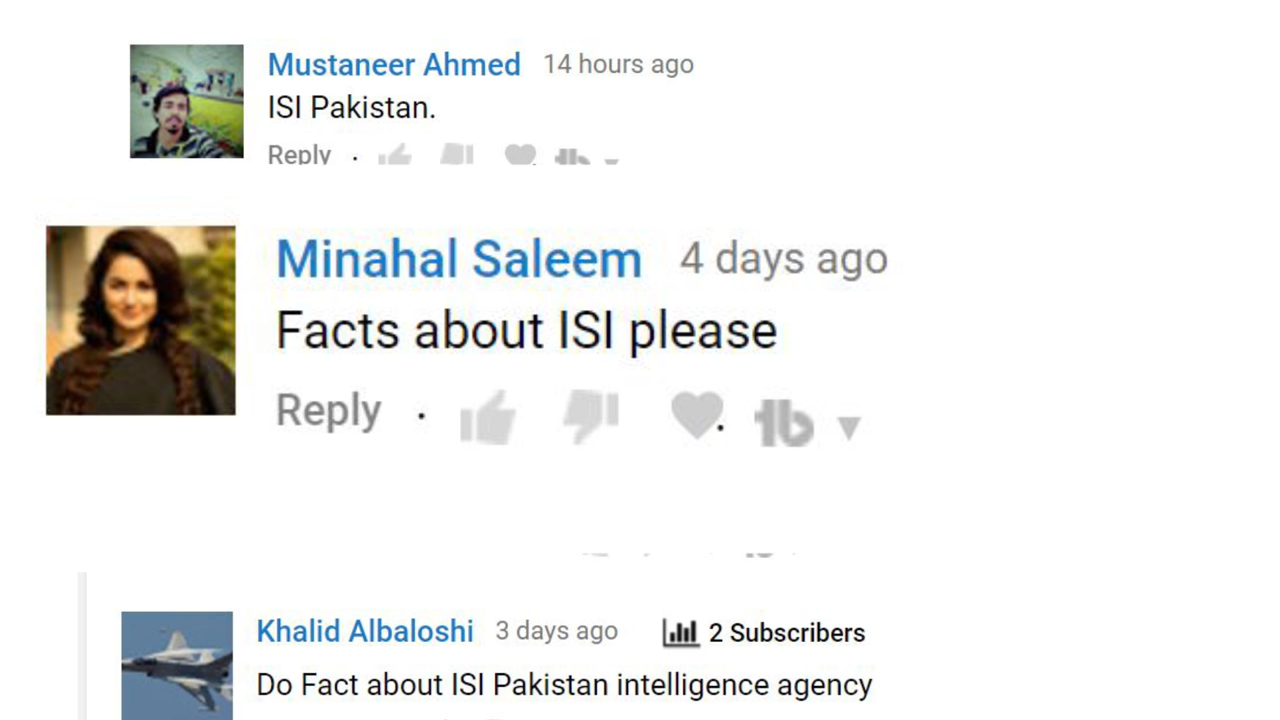 Mustaneer Ahmed 14 hours ago
ISI Pakistan.
Reply
Minahal Saleem 4 days ago
Facts about ISI please
Reply
Khalid Albaloshi 3 days ago 2 Subscribers
Do Fact about ISI Pakistan intelligence agency